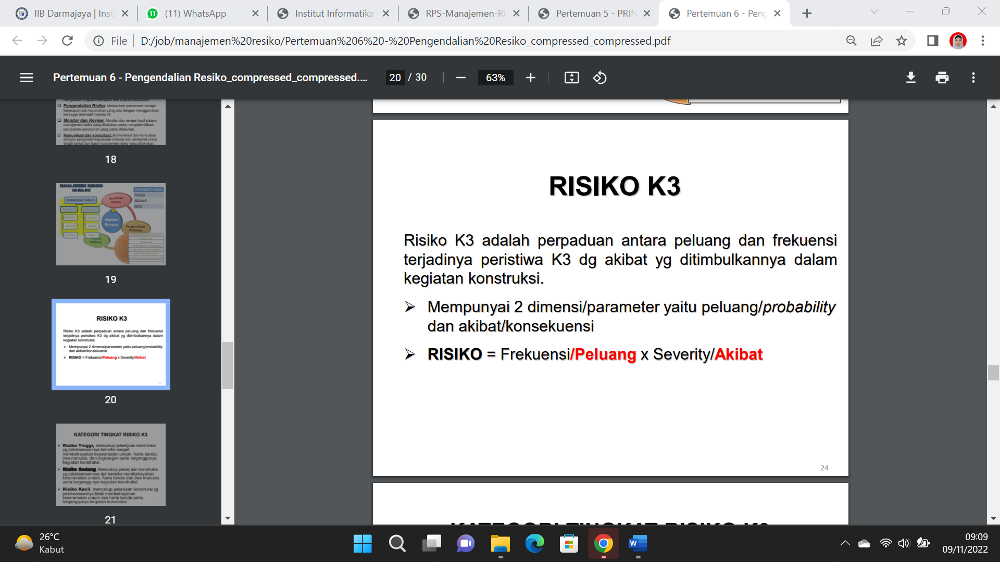 IIB Darmajaya | Inst
(11) WhatsApp
Institut Informatika
RPS-Manajemen-Ri
Pertemuan 5 - PRIN
Pertemuan 6 - Peng
File
D:/job/manajemen%20resiko/Pertemuan%206%20-%20Pengendalian%20Resiko_compressed_compressed.pdf
Pertemuan 6 - Pengendalian Resiko_compressed_compressed....
20 / 30
63%
Pengendalian Risiko: Melakukan penurunan derajat
kekerapan dan keparahan yang ada dengan menggunakan
berbagai alternatif metode dll
Monitor dan Review: Monitor dan review hasil sistem
manajemen risiko yang dilakukan serta mengidentifikasi
perubahan-perubahan yang perlu dilakukan.
Komunikasi dan konsultasi: Komunikasi dan konsultasi
dengan pengambil keputusan internal dan eksternal untuk
tindak lanjut dari hasil manajemen risiko yang dilakukan.
18
MANAJEMEN RESIKO
HI-RA-DC
PERINGKAT RISIKO
TINGGI
SEDANG
KECIL
PERINGKAT RISIKO
Identifikasi
Bahaya
Sumber
Bahaya
Pengendalian
Risikonya
19
RISIKO K3
Risiko K3 adalah perpaduan antara peluang dan frekuensi
terjadinya peristiwa K3 dg akibat yg ditimbulkannya dalam
kegiatan konstruksi.
➢ Mempunyai 2 dimensi/parameter yaitu peluang/probability
dan akibat/konsekuensi
➢ RISIKO = Frekuensi/Peluang x Severity/Akibat
20
KATEGORI TINGKAT RISIKO K3
➢ Risiko Tinggi, mencakup pekerjaan konstruksi
yg pelaksanaannya berisiko sangat
membahayakan keselamatan umum, harta benda,
jiwa manusia, dan lingkungan serta terganggunya
kegiatan konstruksi.
➢ Risiko Sedang, Mencakup pekerjaan konstruksi
yg pelaksanaannya dpt berisiko membahayakan
keselamatan umum, harta benda dan jiwa manusia
serta terganggunya kegiatan konstruksi.
➢ Risiko Kecil, mencakup pekerjaan konstruksi yg
pelaksanaannya tidak membahayakan
keselamatan umum dan harta benda serta
terganggunya kegiatan konstruksi.
21
RISIKO K3
Risiko K3 adalah perpaduan antara peluang dan frekuensi
terjadinya peristiwa K3 dg akibat yg ditimbulkannya dalam
kegiatan konstruksi.
➢ Mempunyai 2 dimensi/parameter yaitu peluang/probability
dan akibat/konsekuensi
➢ RISIKO = Frekuensi/Peluang x Severity/Akibat
24
KATEGORI TINGKAT RISIKO K3
26°C
Kabut
09:09
09/11/2022